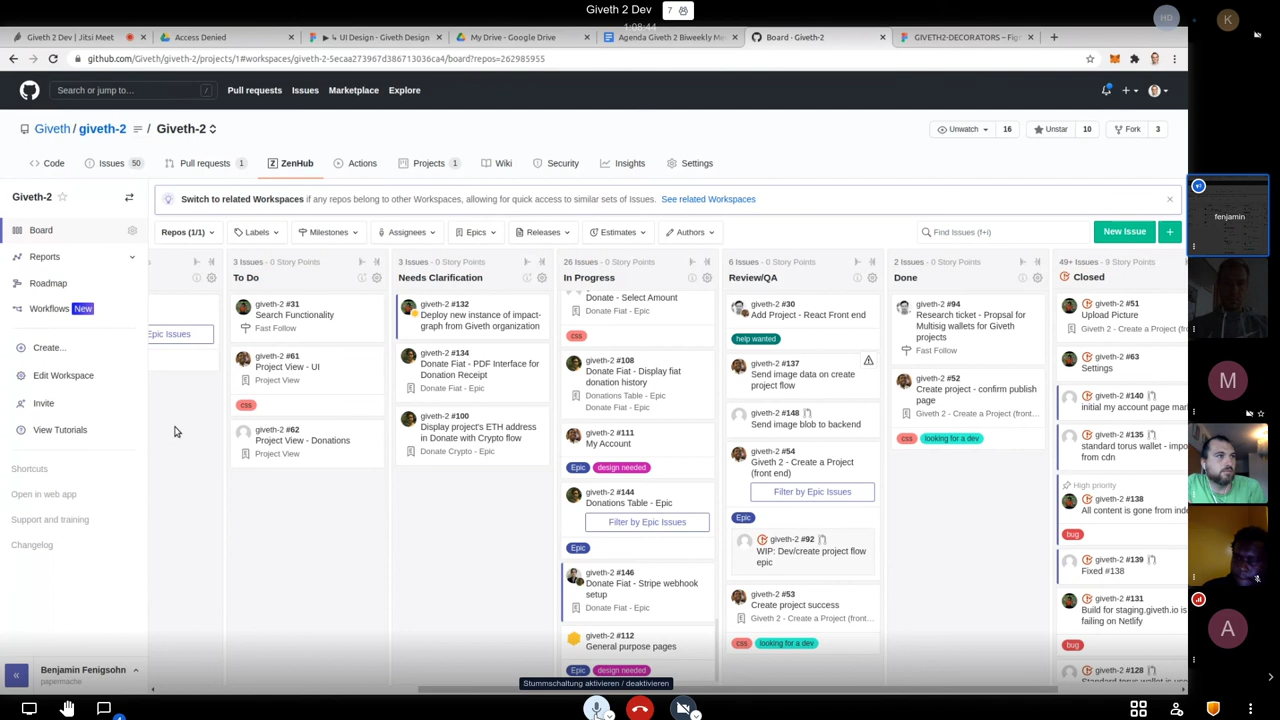 Giveth 2 Dev
7
1:08:44
HD
K
Giveth 2 Dev | Jitsi Meet
Access Denied
UI Design - Giveth Design
My Drive - Google Drive
Agenda Giveth 2 Biweekly Me
Board · Giveth-2
GIVETH2-DECORATORS – Fig
github.com/Giveth/giveth-2/projects/1#workspaces/giveth-2-5ecaa273967d386713036ca4/board?repos=262985955
Search or jump to…
/
Pull requests
Issues
Marketplace
Explore
Giveth / giveth-2 / Giveth-2
Unwatch
16
Unstar
10
Fork
3
Code
Issues 50
Pull requests 1
ZenHub
Actions
Projects 1
Wiki
Security
Insights
Settings
Giveth-2
Board
Reports
Roadmap
Workflows New
Create...
Edit Workspace
Invite
View Tutorials
Shortcuts
Open in web app
Support and training
Changelog
Benjamin Fenigsohn
papermache
Switch to related Workspaces if any repos belong to other Workspaces, allowing for quick access to similar sets of Issues. See related Workspaces
Repos (1/1)
Labels
Milestones
Assignees
Epics
Releases
Estimates
Authors
Find Issues (f+i)
New Issue
+
Epic Issues
3 Issues · 0 Story Points
To Do
giveth-2 #31
Search Functionality
Fast Follow
giveth-2 #61
Project View - UI
Project View
css
giveth-2 #62
Project View - Donations
Project View
3 Issues · 0 Story Points
Needs Clarification
giveth-2 #132
Deploy new instance of impact-
graph from Giveth organization
giveth-2 #134
Donate Fiat - PDF Interface for
Donation Receipt
Donate Fiat - Epic
giveth-2 #100
Display project's ETH address
in Donate with Crypto flow
Donate Crypto - Epic
26 Issues · 0 Story Points
In Progress
Donate - Select Amount
Donate Fiat - Epic
css
giveth-2 #108
Donate Fiat - Display fiat
donation history
Donations Table - Epic
Donate Fiat - Epic
giveth-2 #111
My Account
Epic
design needed
giveth-2 #144
Donations Table - Epic
Filter by Epic Issues
Epic
giveth-2 #146
Donate Fiat - Stripe webhook
setup
Donate Fiat - Epic
giveth-2 #112
General purpose pages
Epic
design needed
6 Issues · 0 Story Points
Review/QA
giveth-2 #30
Add Project - React Front end
help wanted
giveth-2 #137
Send image data on create
project flow
giveth-2 #148
Send image blob to backend
giveth-2 #54
Giveth 2 - Create a Project
(front end)
Filter by Epic Issues
Epic
giveth-2 #92
WIP: Dev/create project flow
epic
giveth-2 #53
Create project success
Giveth 2 - Create a Project (front…
css
looking for a dev
2 Issues · 0 Story Points
Done
giveth-2 #94
Research ticket - Propsal for
Multisig wallets for Giveth
projects
Fast Follow
giveth-2 #52
Create project - confirm publish
page
Giveth 2 - Create a Project (front…
css
looking for a dev
49+ Issues · 9 Story Points
Closed
giveth-2 #51
Upload Picture
Giveth 2 - Create a Project (
giveth-2 #63
Settings
giveth-2 #140
initial my account page mar
giveth-2 #135
standard torus wallet - impo
from cdn
High priority
giveth-2 #138
All content is gone from inde
bug
giveth-2 #139
Fixed #138
giveth-2 #131
Build for staging.giveth.io is
failing on Netlify
bug
giveth-2 #128
fenjamin
M
A
Stummschaltung aktivieren / deaktivieren